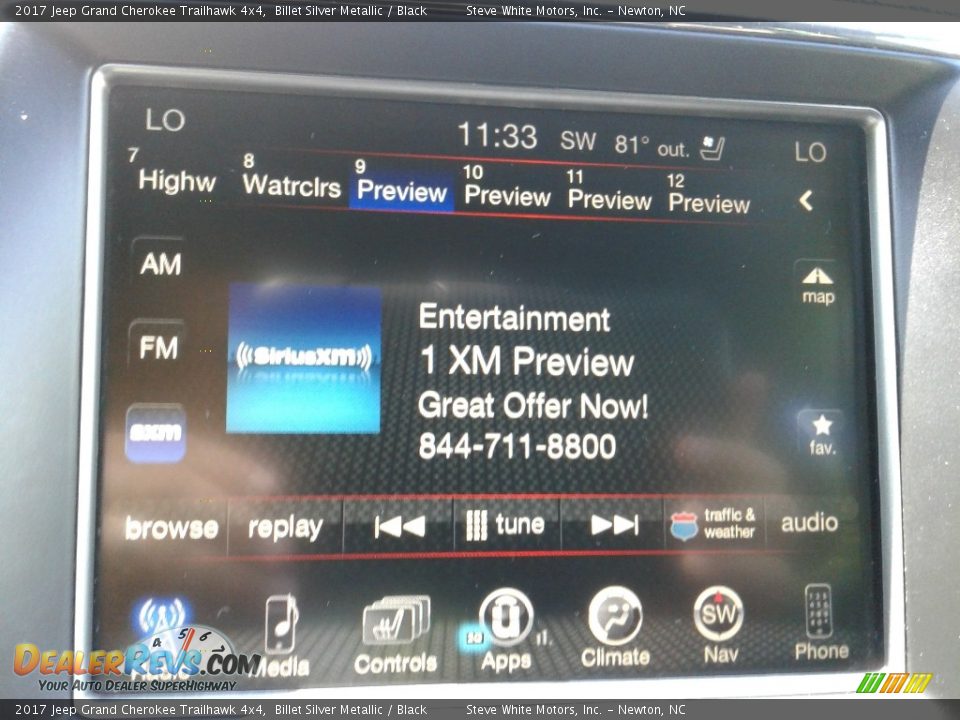 2017 Jeep Grand Cherokee Trailhawk 4x4, Billet Silver Metallic / Black Steve White Motors, Inc. - Newton, NC
LO 11:33 SW 81° out. LO
7 Highw 8 Watrclrs 9 Preview 10 Preview 11 Preview 12 Preview
AM
map
Entertainment
FM
1 XM Preview
((SiriusXM))
Great Offer Now!
sxm
fav.
844-711-8800
browse replay tune traffic & weather audio
SW
Media Controls Apps Climate Nav Phone
4 5 6
DealerRevs.com
Your Auto Dealer SuperHighway
2017 Jeep Grand Cherokee Trailhawk 4x4, Billet Silver Metallic / Black Steve White Motors, Inc. - Newton, NC